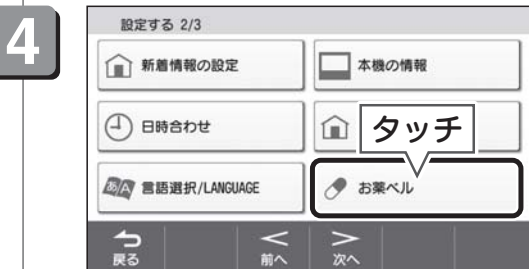 4
設定する 2/3
新着情報の設定
本機の情報
日時合わせ
タッチ
あ/A 言語選択/LANGUAGE
お薬ベル
戻る
前へ
次へ